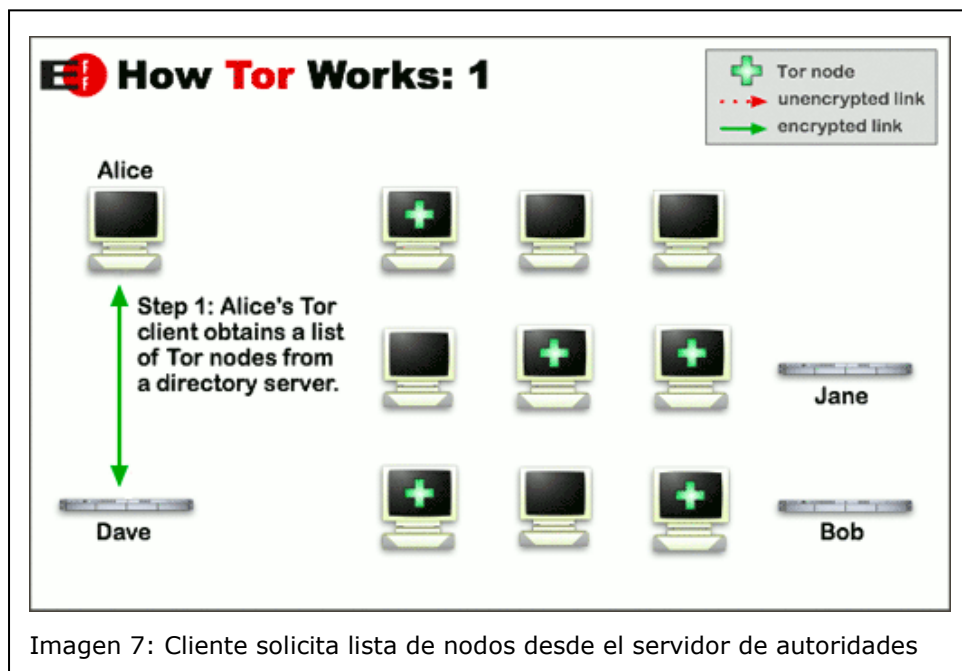 EFF How Tor Works: 1
Tor node
unencrypted link
encrypted link
Alice
Step 1: Alice's Tor
client obtains a list
of Tor nodes from
a directory server.
Jane
Dave
Bob
Imagen 7: Cliente solicita lista de nodos desde el servidor de autoridades